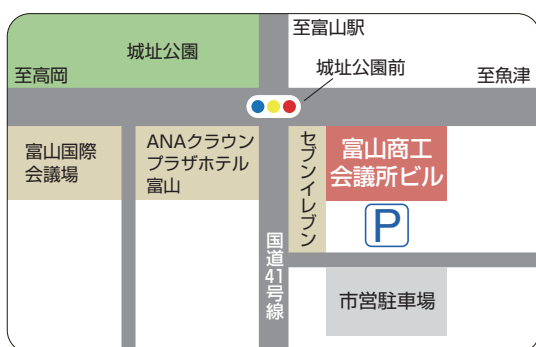 至富山駅
城址公園
城址公園前
至高岡
至魚津
富山国際
会議場
ANAクラウン
プラザホテル
富山
セブンイレブン
富山商工
会議所ビル
P
国道41号線
市営駐車場